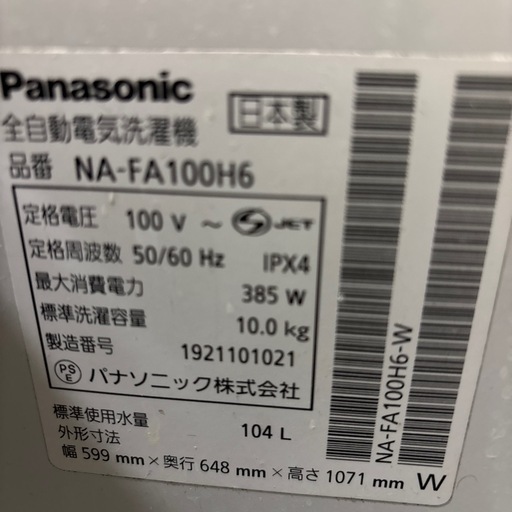 Panasonic
日本製
全自動電気洗濯機
品番 NA-FA100H6
定格電圧 100 V ~ S JET
定格周波数 50/60 Hz IPX4
最大消費電力 385 W
標準洗濯容量 10.0 kg
製造番号 1921101021
PS E パナソニック株式会社
標準使用水量 104 L
外形寸法
幅 599 mm × 奥行 648 mm × 高さ 1071 mm W
NA-FA100H6-W